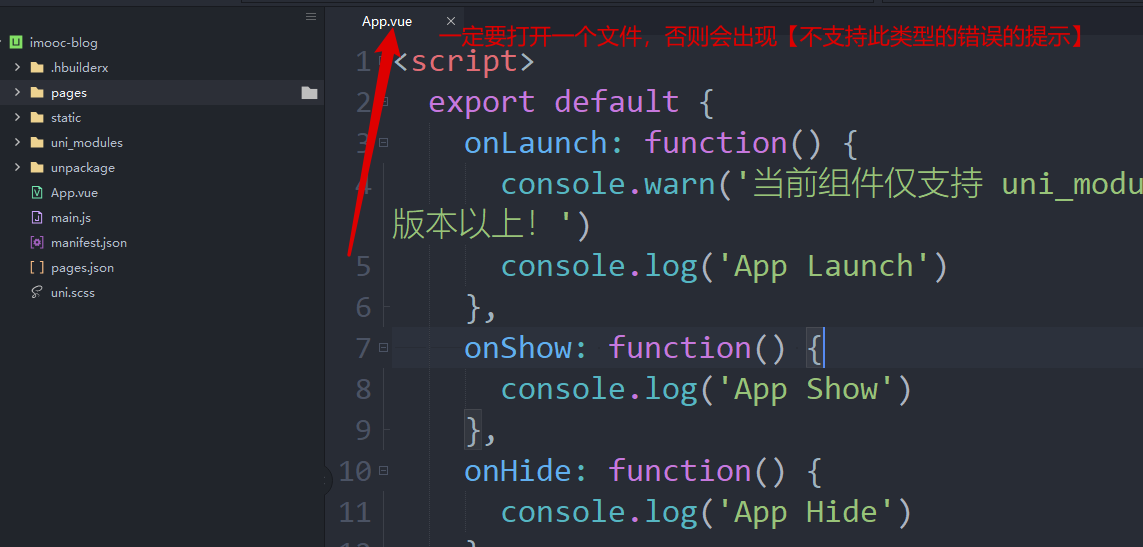 App.vue
一定要打开一个文件，否则会出现【不支持此类型的错误的提示】
imooc-blog
.hbuilderx
pages
static
uni_modules
unpackage
App.vue
main.js
manifest.json
pages.json
uni.scss
1 <script>
2 export default {
3 onLaunch: function() {
4 console.warn('当前组件仅支持 uni_modu
版本以上！')
5 console.log('App Launch')
6 },
7 onShow: function() {
8 console.log('App Show')
9 },
10 onHide: function() {
11 console.log('App Hide')